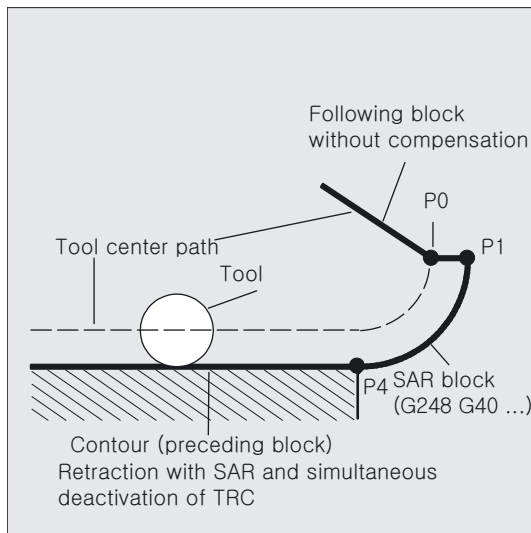 Following block
without compensation
P0
P1
Tool center path
Tool
P4
SAR block
(G248 G40 ...)
Contour (preceding block)
Retraction with SAR and simultaneous
deactivation of TRC